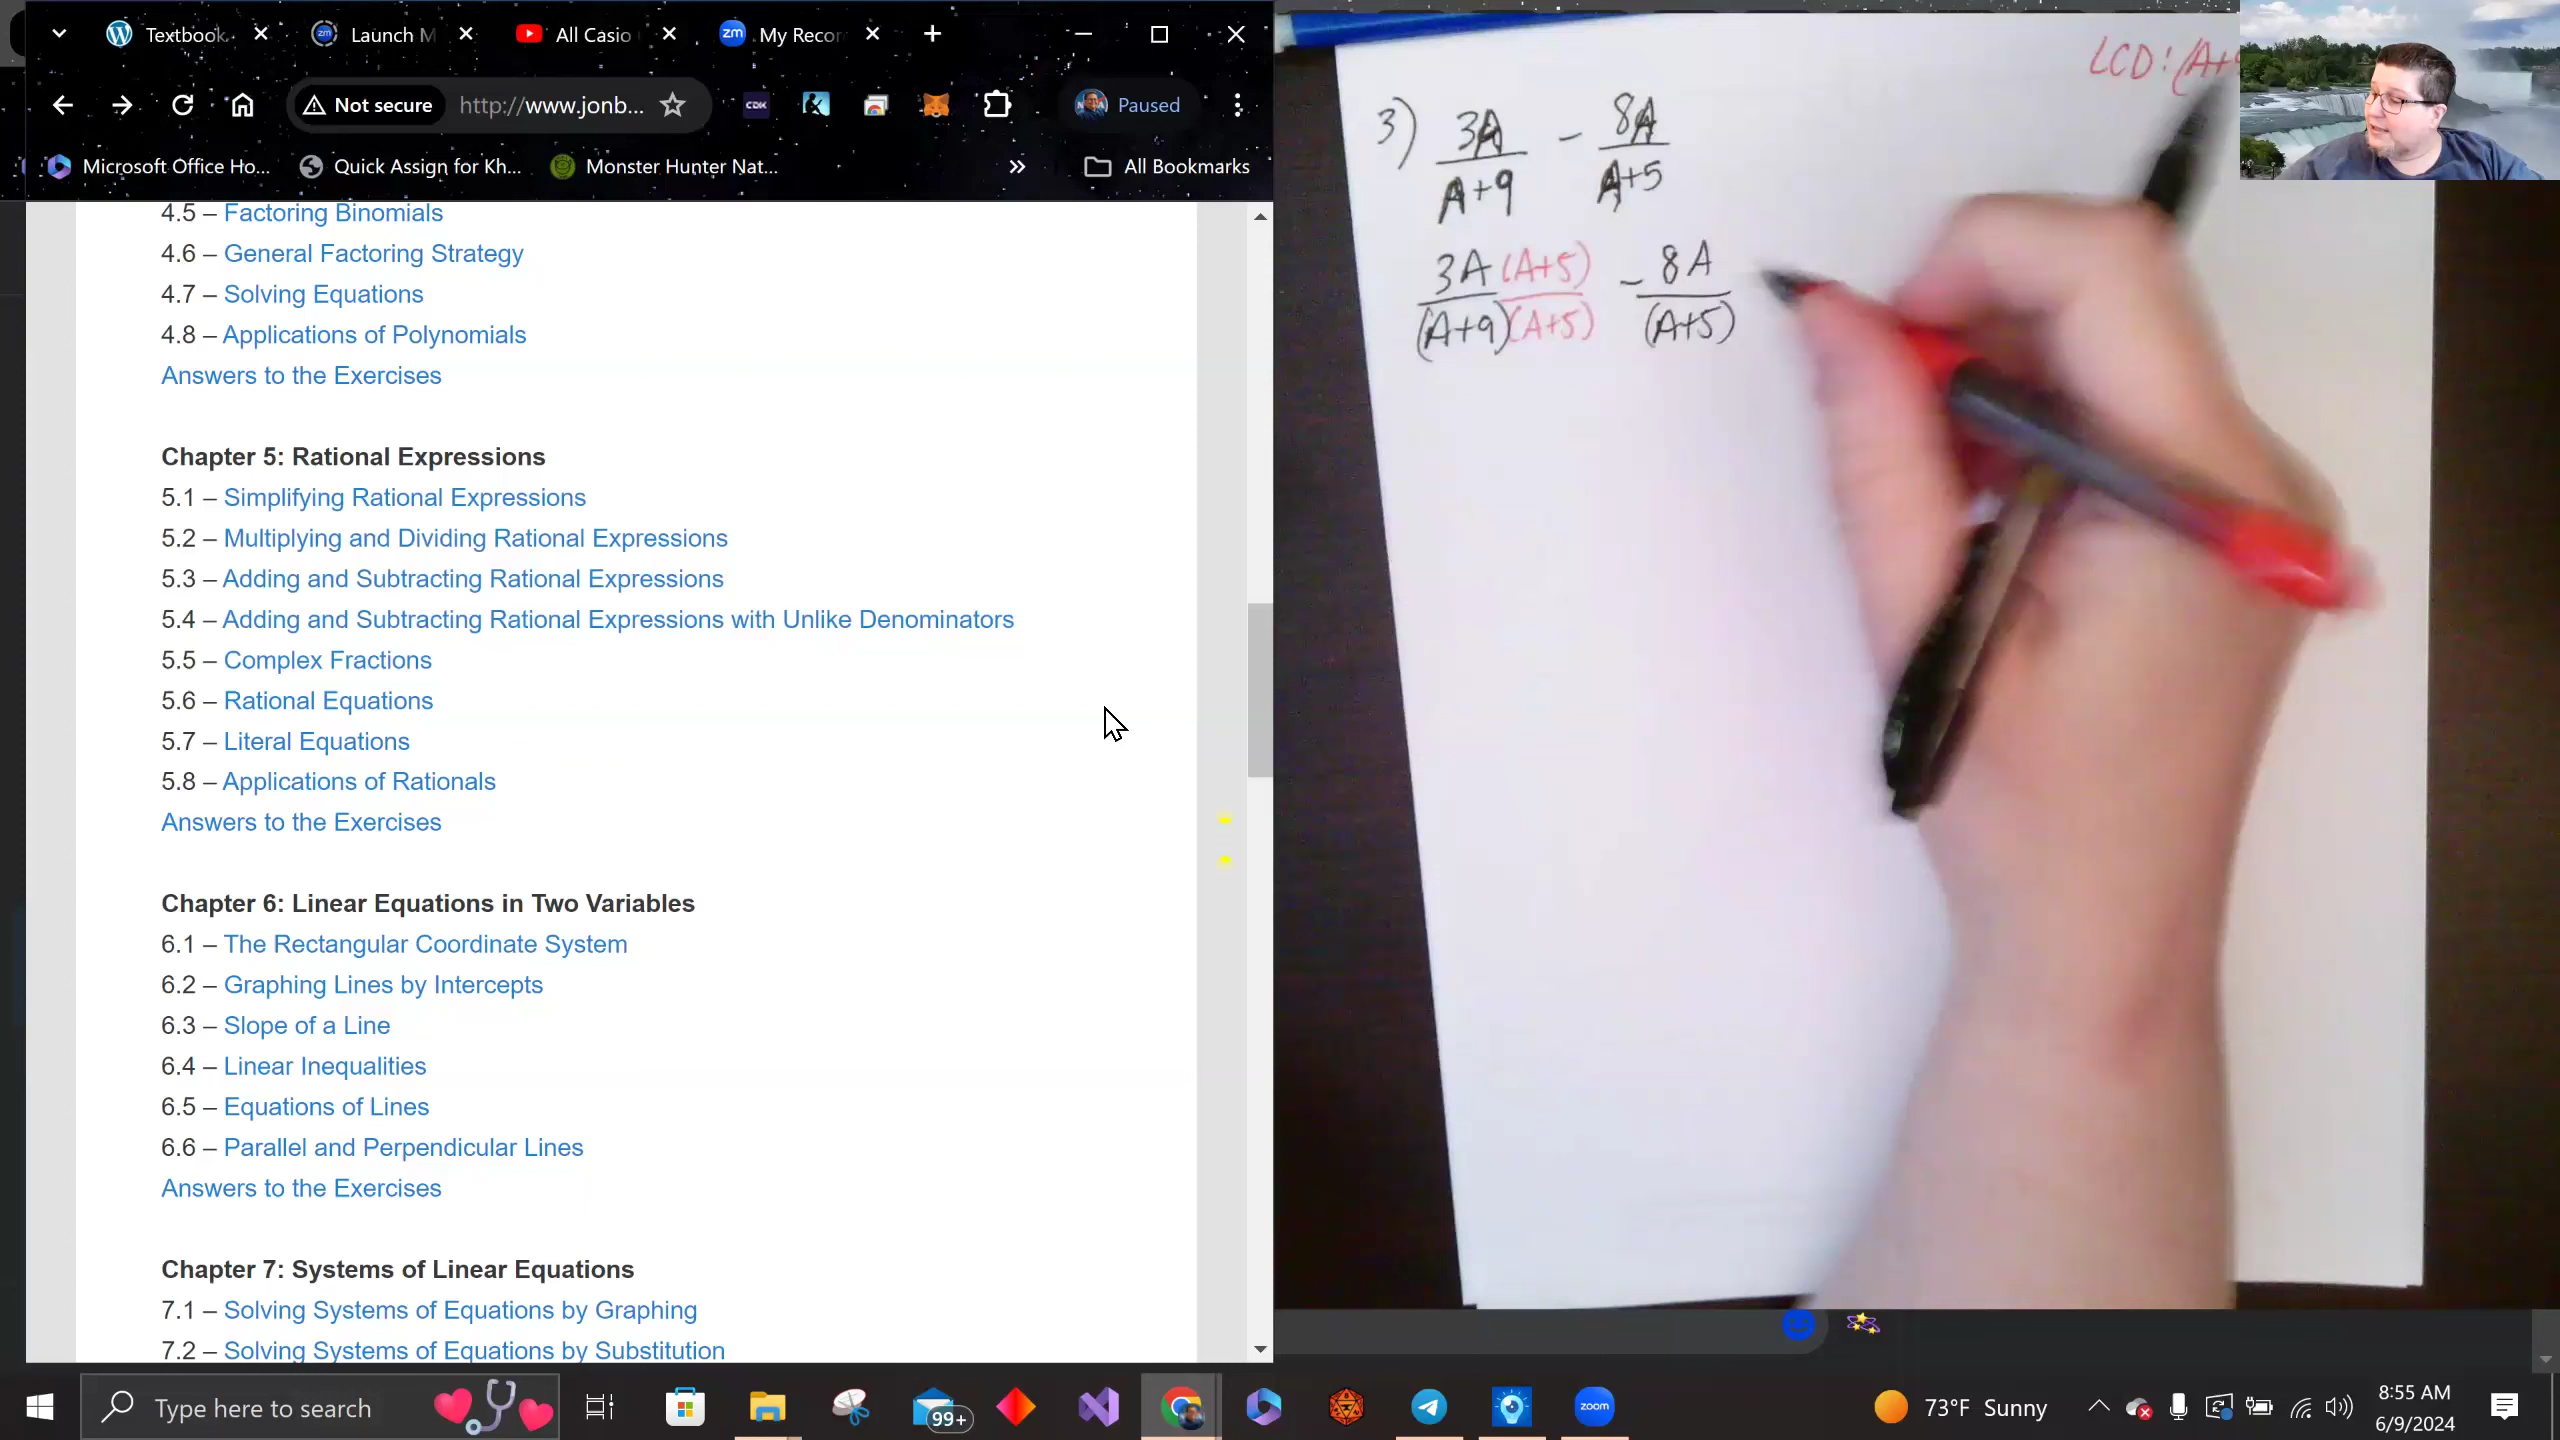 Textbook
Launch M
All Casio
My Recor
Not secure
http://www.jonb...
Paused
Microsoft Office Ho...
Quick Assign for Kh...
Monster Hunter Nat...
»
All Bookmarks
4.5 – Factoring Binomials
4.6 – General Factoring Strategy
4.7 – Solving Equations
4.8 – Applications of Polynomials
Answers to the Exercises
Chapter 5: Rational Expressions
5.1 – Simplifying Rational Expressions
5.2 – Multiplying and Dividing Rational Expressions
5.3 – Adding and Subtracting Rational Expressions
5.4 – Adding and Subtracting Rational Expressions with Unlike Denominators
5.5 – Complex Fractions
5.6 – Rational Equations
5.7 – Literal Equations
5.8 – Applications of Rationals
Answers to the Exercises
Chapter 6: Linear Equations in Two Variables
6.1 – The Rectangular Coordinate System
6.2 – Graphing Lines by Intercepts
6.3 – Slope of a Line
6.4 – Linear Inequalities
6.5 – Equations of Lines
6.6 – Parallel and Perpendicular Lines
Answers to the Exercises
Chapter 7: Systems of Linear Equations
7.1 – Solving Systems of Equations by Graphing
7.2 – Solving Systems of Equations by Substitution
LCD: (A+
3) 3A - 8A
A+9 A+5
3A (A+5) - 8A
(A+9)(A+5) (A+5)
Type here to search
99+
zoom
73°F Sunny
8:55 AM
6/9/2024